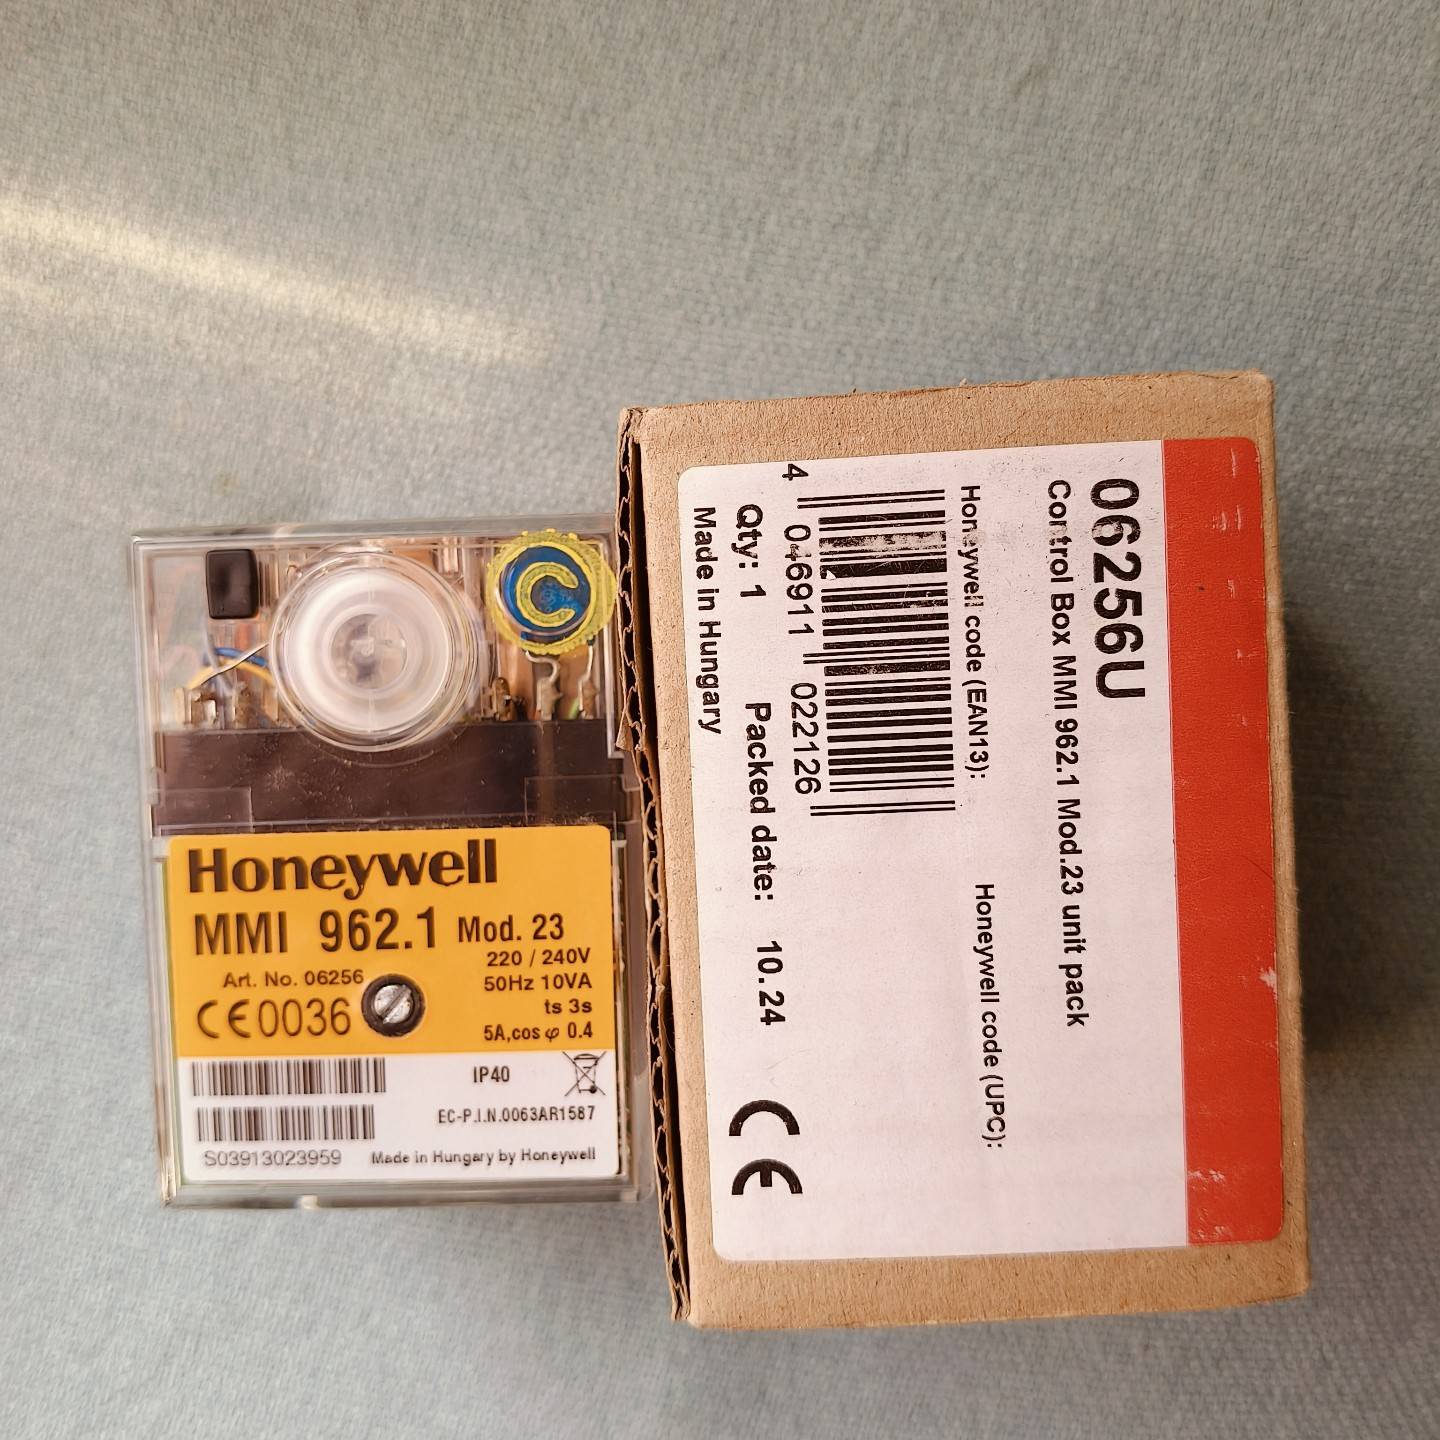 C
Honeywell
MMI 962.1 Mod. 23
220 / 240V
Art. No. 06256
50Hz 10VA
CE0036
ts 3s
5A,cos φ 0.4
IP40
EC-P.I.N.0063AR1587
S03913023959
Made in Hungary by Honeywell
06256U
Control Box MMI 962.1 Mod.23 unit pack
Honeywell code (EAN13):
Honeywell code (UPC):
4 046911 022126
Qty: 1
Packed date: 10.24
Made in Hungary
CE